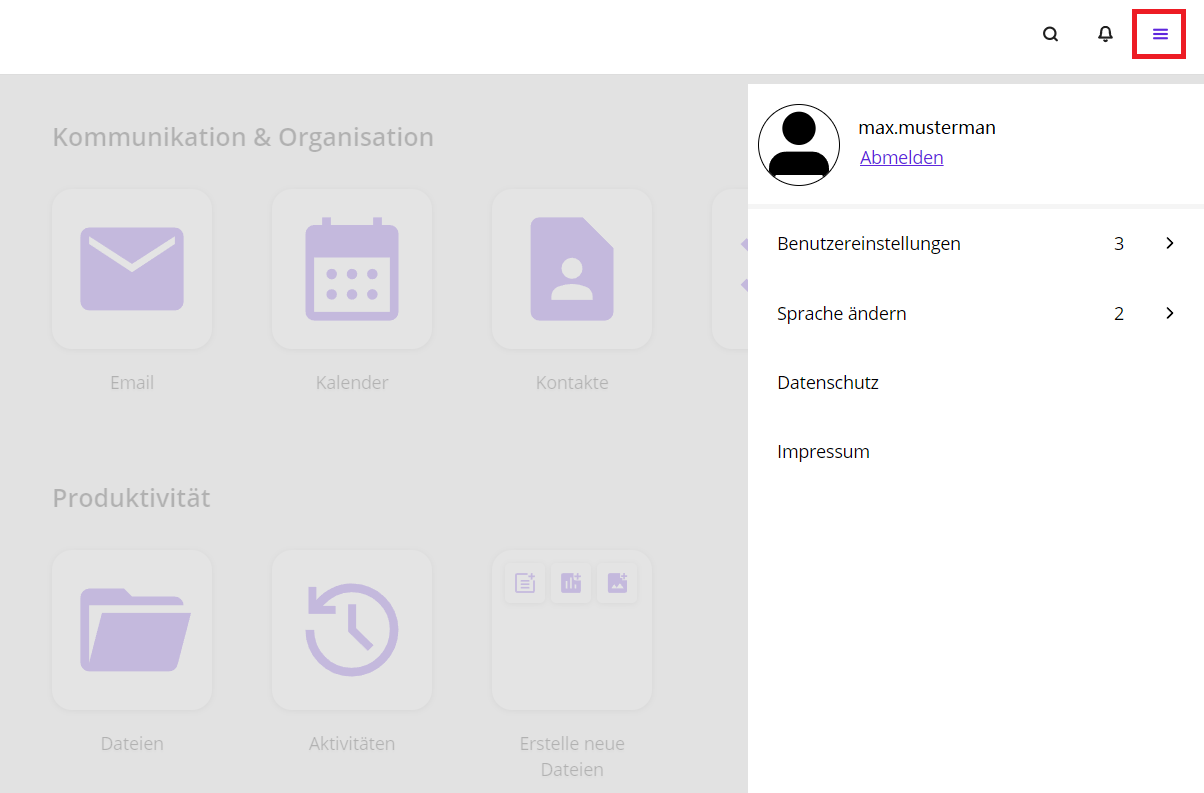 max.musterman
Abmelden
Benutzereinstellungen 3
Sprache ändern 2
Datenschutz
Impressum
Kommunikation & Organisation
Email
Kalender
Kontakte
Produktivität
Dateien
Aktivitäten
Erstelle neue
Dateien